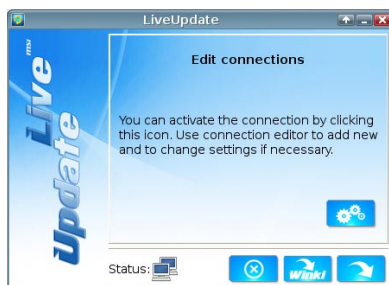 LiveUpdate
msi
Live Update
Edit connections
You can activate the connection by clicking
this icon. Use connection editor to add new
and to change settings if necessary.
Status:
Winki